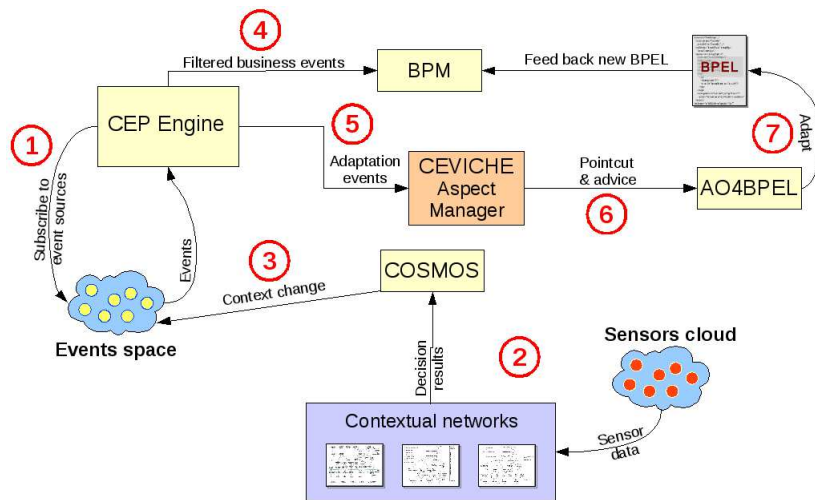 4
Filtered business events
BPM
Feed back new BPEL
BPEL
CEP Engine
1
5
7
Adapt
Adaptation
events
CEVICHE
Aspect
Manager
Pointcut
& advice
6
AO4BPEL
Subscribe to
event sources
Events
3
Context change
COSMOS
Events space
Decision
results
2
Sensors cloud
Contextual networks
Sensor
data